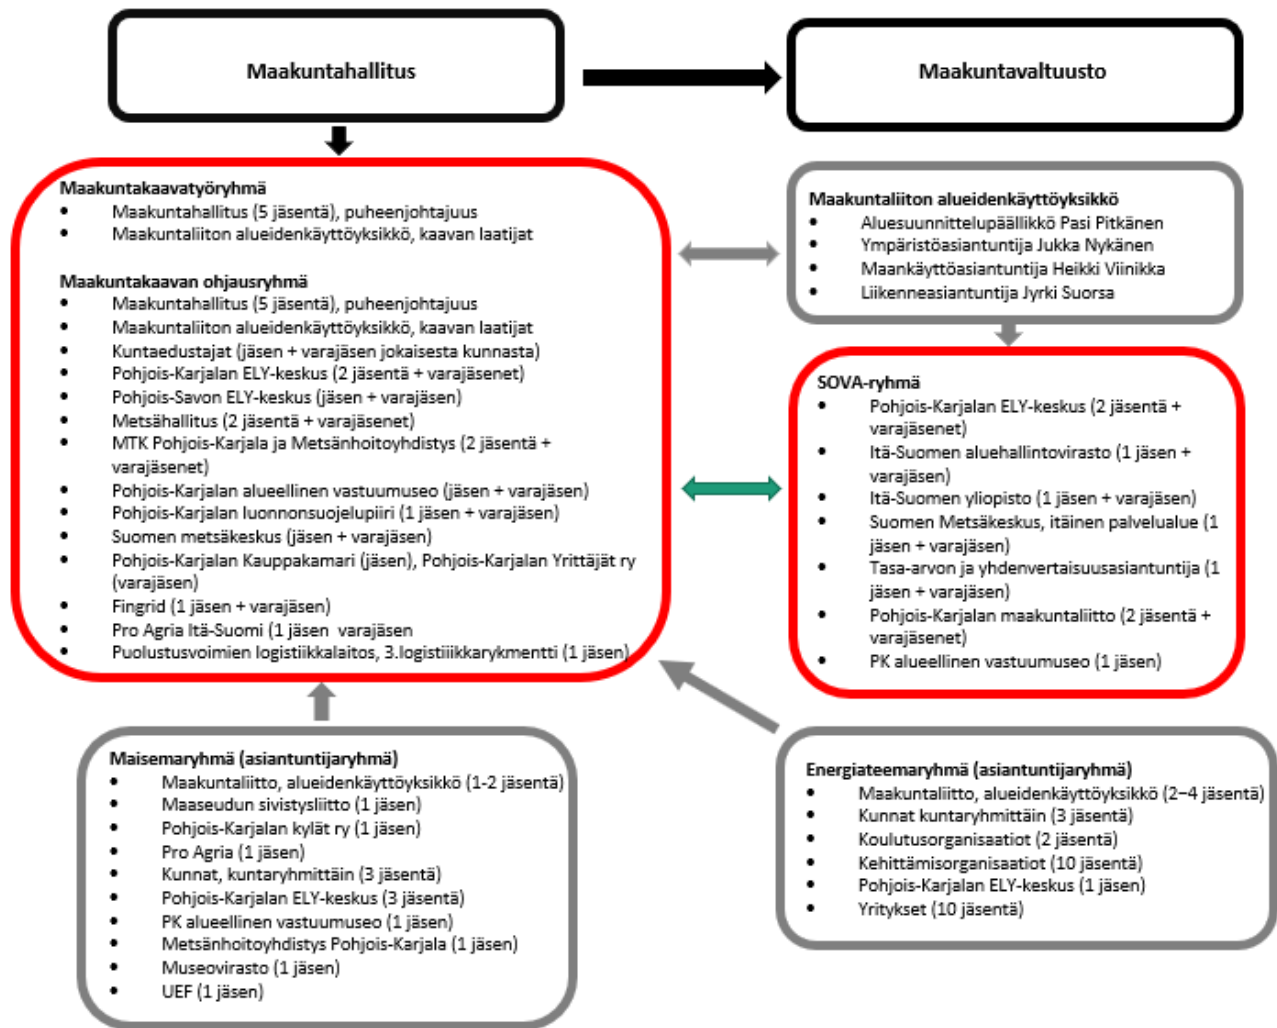 Maakuntahallitus
Maakuntavaltuusto
Maakuntakaavatyöryhmä
• Maakuntahallitus (5 jäsentä), puheenjohtajuus
• Maakuntaliiton alueidenkäyttöyksikkö, kaavan laatijat
Maakuntakaavan ohjausryhmä
• Maakuntahallitus (5 jäsentä), puheenjohtajuus
• Maakuntaliiton alueidenkäyttöyksikkö, kaavan laatijat
• Kuntaedustajat (jäsen + varajäsen jokaisesta kunnasta)
• Pohjois-Karjalan ELY-keskus (2 jäsentä + varajäsenet)
• Pohjois-Savon ELY-keskus (jäsen + varajäsen)
• Metsähallitus (2 jäsentä + varajäsenet)
• MTK Pohjois-Karjala ja Metsänhoitoyhdistys (2 jäsentä +
varajäsenet)
• Pohjois-Karjalan alueellinen vastuumuseo (jäsen + varajäsen)
• Pohjois-Karjalan luonnonsuojelupiiri (1 jäsen + varajäsen)
• Suomen metsäkeskus (jäsen + varajäsen)
• Pohjois-Karjalan Kauppakamari (jäsen), Pohjois-Karjalan Yrittäjät ry
(varajäsen)
• Fingrid (1 jäsen + varajäsen)
• Pro Agria Itä-Suomi (1 jäsen varajäsen
• Puolustusvoimien logistiikkalaitos, 3.logistiiikkarykmentti (1 jäsen)
Maakuntaliiton alueidenkäyttöyksikkö
• Aluesuunnittelupäällikkö Pasi Pitkänen
• Ympäristöasiantuntija Jukka Nykänen
• Maankäyttöasiantuntija Heikki Viinikka
• Liikenneasiantuntija Jyrki Suorsa
SOVA-ryhmä
• Pohjois-Karjalan ELY-keskus (2 jäsentä +
varajäsenet)
• Itä-Suomen aluehallintovirasto (1 jäsen +
varajäsen)
• Itä-Suomen yliopisto (1 jäsen + varajäsen)
• Suomen Metsäkeskus, itäinen palvelualue (1
jäsen + varajäsen)
• Tasa-arvon ja yhdenvertaisuusasiantuntija (1
jäsen + varajäsen)
• Pohjois-Karjalan maakuntaliitto (2 jäsentä +
varajäsenet)
• PK alueellinen vastuumuseo (1 jäsen)
Maisemaryhmä (asiantuntijaryhmä)
• Maakuntaliitto, alueidenkäyttöyksikkö (1-2 jäsentä)
• Maaseudun sivistysliitto (1 jäsen)
• Pohjois-Karjalan kylät ry (1 jäsen)
• Pro Agria (1 jäsen)
• Kunnat, kuntaryhmittäin (3 jäsentä)
• Pohjois-Karjalan ELY-keskus (3 jäsentä)
• PK alueellinen vastuumuseo (1 jäsen)
• Metsänhoitoyhdistys Pohjois-Karjala (1 jäsen)
• Museovirasto (1 jäsen)
• UEF (1 jäsen)
Energiateemaryhmä (asiantuntijaryhmä)
• Maakuntaliitto, alueidenkäyttöyksikkö (2–4 jäsentä)
• Kunnat kuntaryhmittäin (3 jäsentä)
• Koulutusorganisaatiot (2 jäsentä)
• Kehittämisorganisaatiot (10 jäsentä)
• Pohjois-Karjalan ELY-keskus (1 jäsen)
• Yritykset (10 jäsentä)